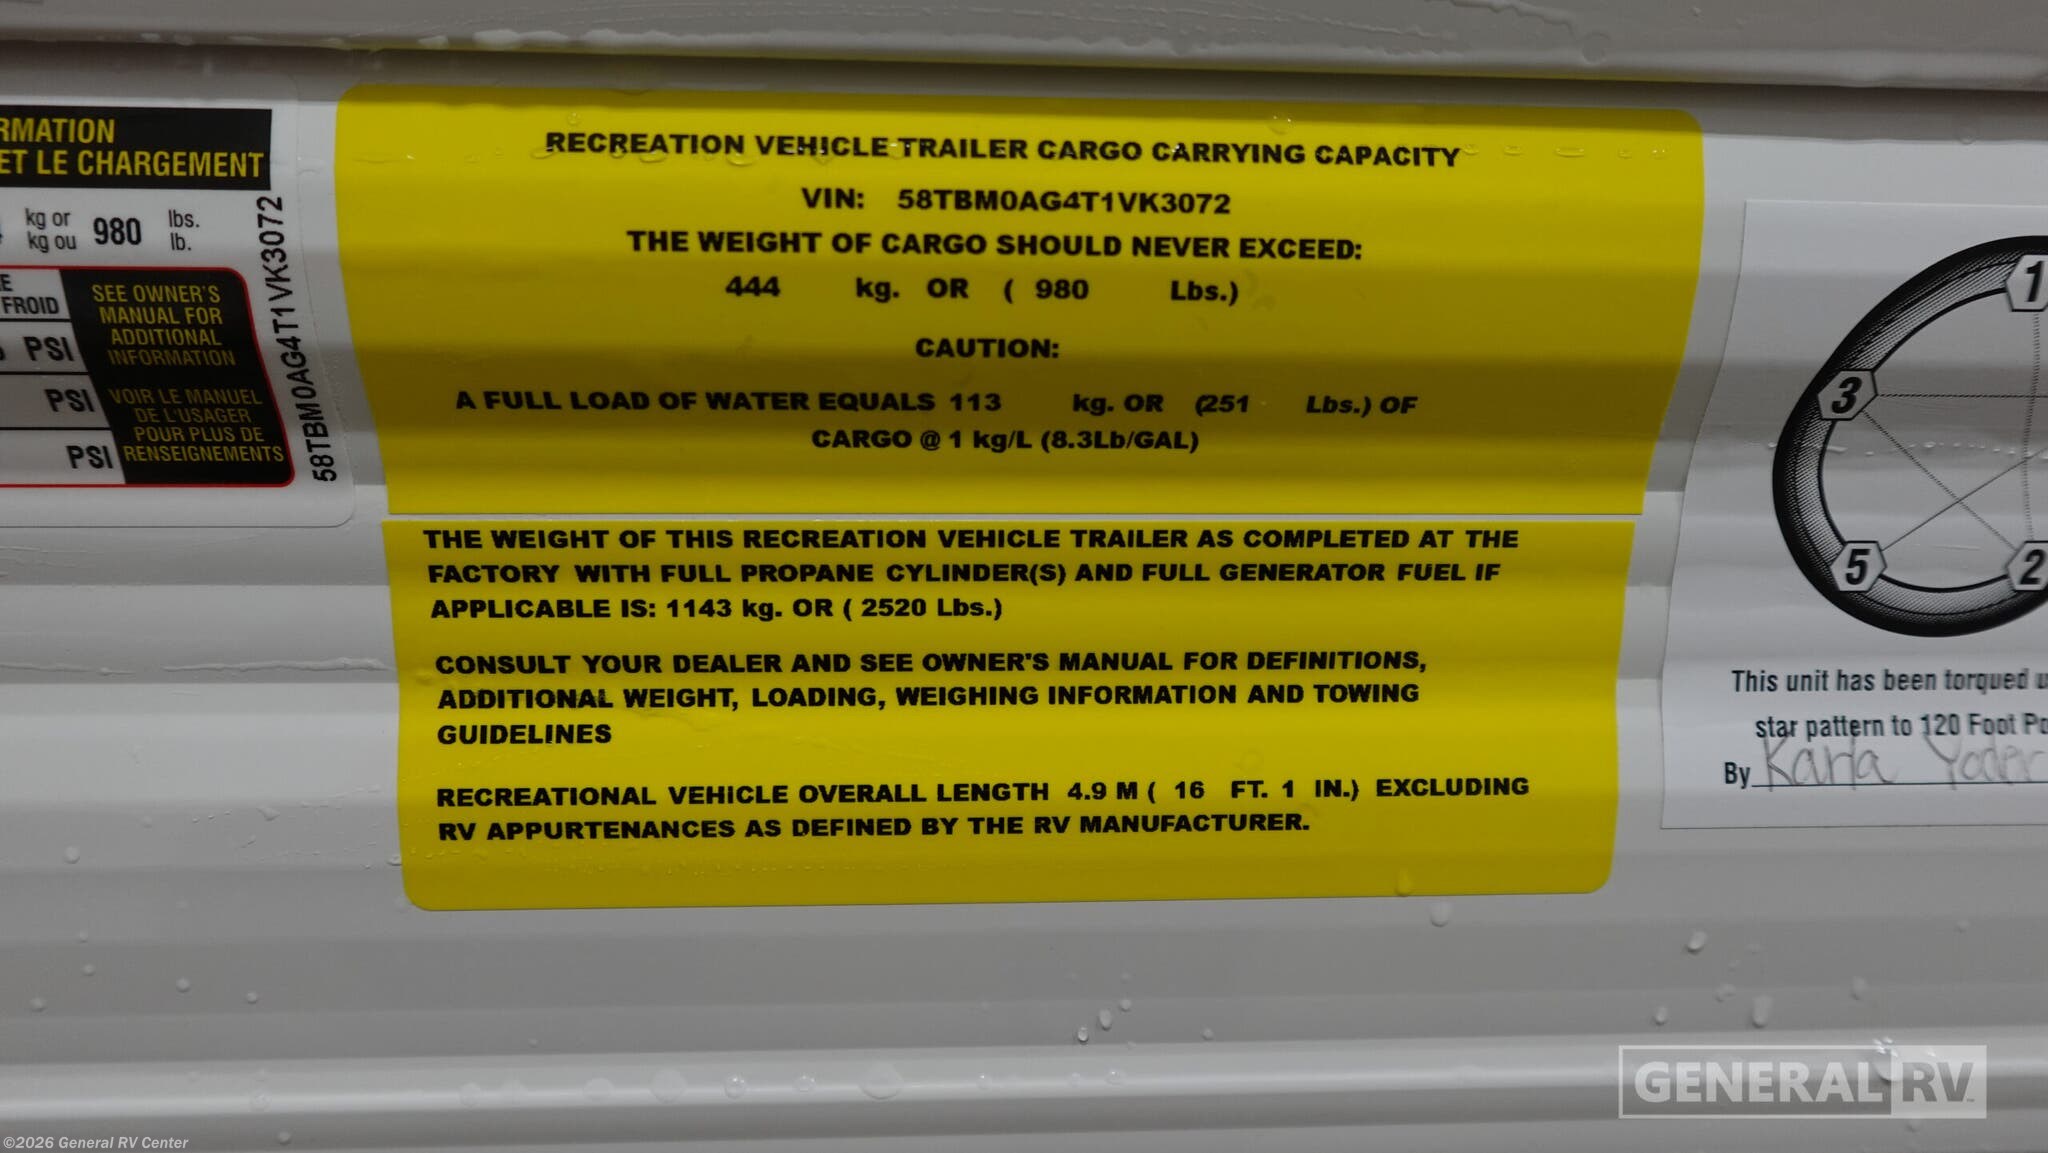 RMATION
ET LE CHARGEMENT
kg or 980 lbs.
kg ou lb.
FROID
PSI
PSI
PSI
SEE OWNER'S
MANUAL FOR
ADDITIONAL
INFORMATION
VOIR LE MANUEL
DE L'USAGER
POUR PLUS DE
RENSEIGNEMENTS
58TBM0AG4T1VK3072
RECREATION VEHICLE TRAILER CARGO CARRYING CAPACITY
VIN: 58TBM0AG4T1VK3072
THE WEIGHT OF CARGO SHOULD NEVER EXCEED:
444 kg. OR ( 980 Lbs.)
CAUTION:
A FULL LOAD OF WATER EQUALS 113 kg. OR (251 Lbs.) OF
CARGO @ 1 kg/L (8.3Lb/GAL)
THE WEIGHT OF THIS RECREATION VEHICLE TRAILER AS COMPLETED AT THE
FACTORY WITH FULL PROPANE CYLINDER(S) AND FULL GENERATOR FUEL IF
APPLICABLE IS: 1143 kg. OR ( 2520 Lbs.)
CONSULT YOUR DEALER AND SEE OWNER'S MANUAL FOR DEFINITIONS,
ADDITIONAL WEIGHT, LOADING, WEIGHING INFORMATION AND TOWING
GUIDELINES
RECREATIONAL VEHICLE OVERALL LENGTH 4.9 M ( 16 FT. 1 IN.) EXCLUDING
RV APPURTENANCES AS DEFINED BY THE RV MANUFACTURER.
1
3
5
2
This unit has been torqued
star pattern to 120 Foot
By Karla Yoder
GENERAL RV
©2026 General RV Center